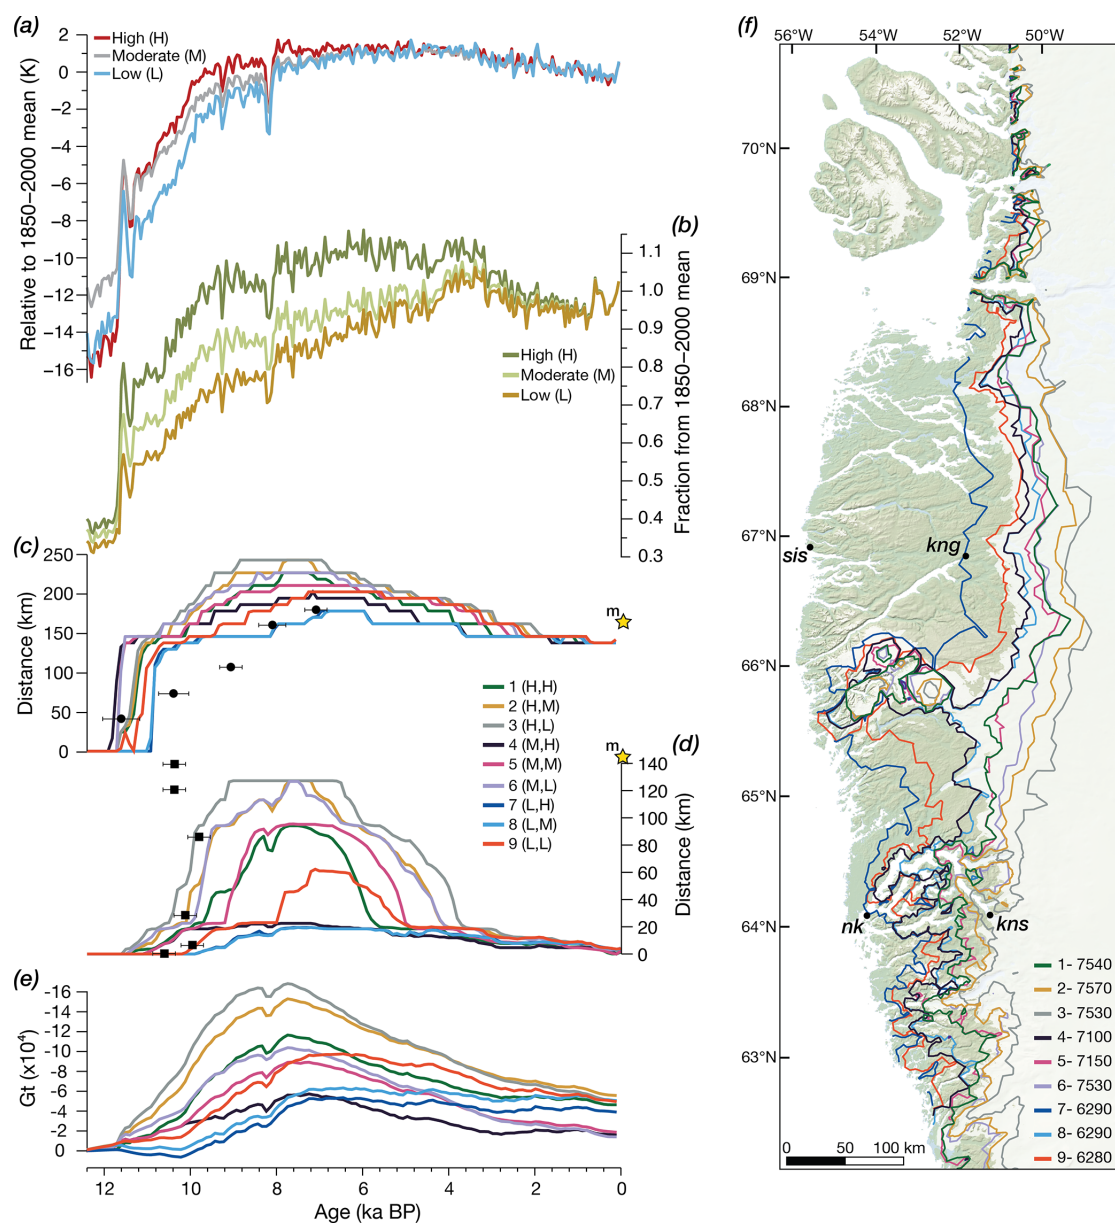 (a)
2
0
−2
−4
−6
−8
−10
−12
−14
−16
Relative to 1850–2000 mean (K)
High (H)
Moderate (M)
Low (L)
(b)
1.1
1.0
0.9
0.8
0.7
0.6
0.5
0.4
0.3
Fraction from 1850–2000 mean
High (H)
Moderate (M)
Low (L)
(c)
250
200
150
100
50
0
Distance (km)
m
1 (H,H)
2 (H,M)
3 (H,L)
4 (M,H)
5 (M,M)
6 (M,L)
7 (L,H)
8 (L,M)
9 (L,L)
m
(d)
140
120
100
80
60
40
20
0
Distance (km)
(e)
-16
-14
-12
-10
-8
-6
-4
-2
0
Gt (x10⁴)
12
10
8
6
4
2
0
Age (ka BP)
(f)
56°W
54°W
52°W
50°W
70°N
69°N
68°N
67°N
66°N
65°N
64°N
63°N
sis
kng
nk
kns
1- 7540
2- 7570
3- 7530
4- 7100
5- 7150
6- 7530
7- 6290
8- 6290
9- 6280
0 50 100 km